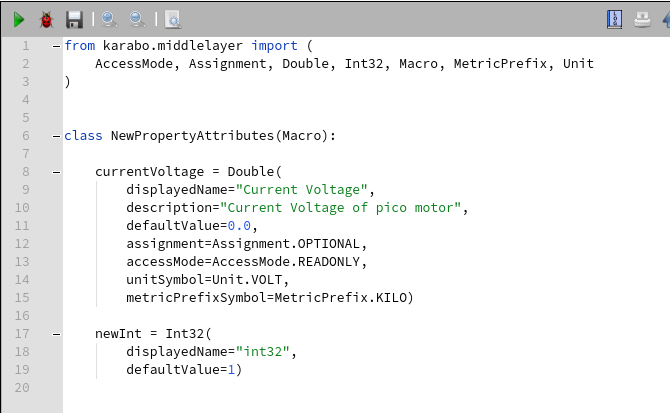 1 from karabo.middlelayer import (
2 AccessMode, Assignment, Double, Int32, Macro, MetricPrefix, Unit
3 )
4
5
6 class NewPropertyAttributes(Macro):
7
8 currentVoltage = Double(
9 displayedName="Current Voltage",
10 description="Current Voltage of pico motor",
11 defaultValue=0.0,
12 assignment=Assignment.OPTIONAL,
13 accessMode=AccessMode.READONLY,
14 unitSymbol=Unit.VOLT,
15 metricPrefixSymbol=MetricPrefix.KILO)
16
17 newInt = Int32(
18 displayedName="int32",
19 defaultValue=1)
20